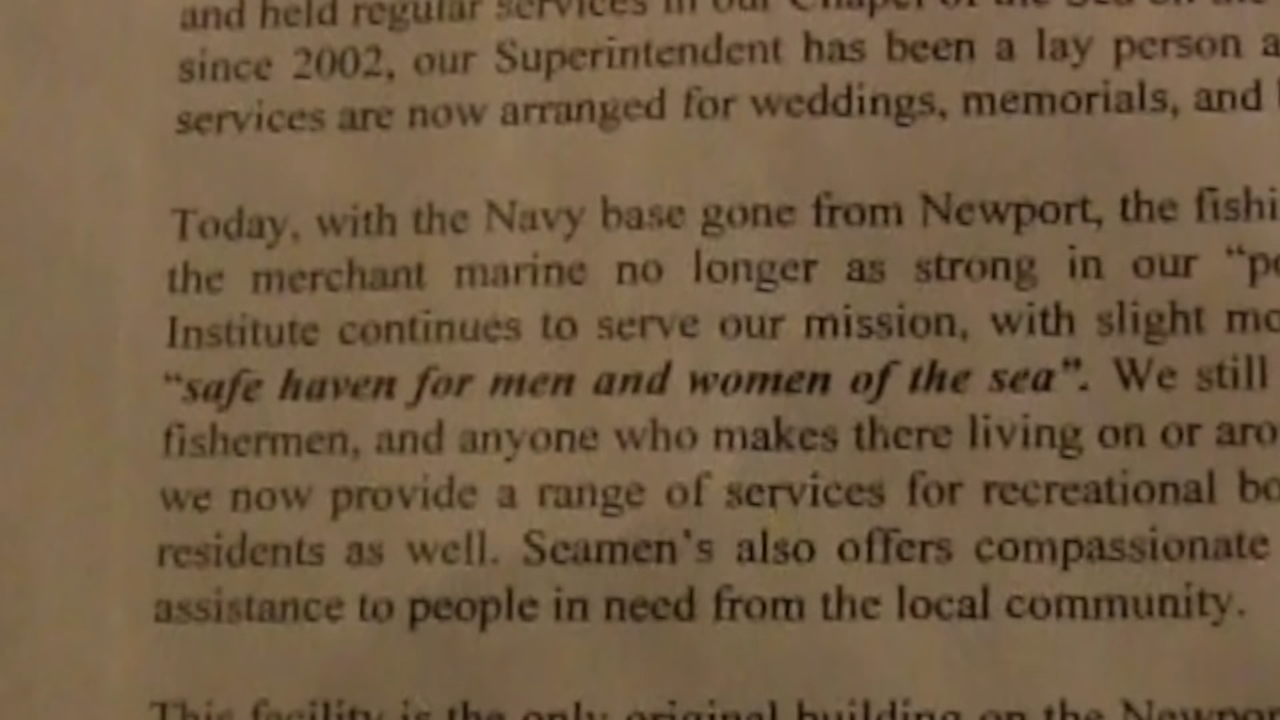 and held regular services in our Chapel of the Sea on the
since 2002, our Superintendent has been a lay person a
services are now arranged for weddings, memorials, and
Today, with the Navy base gone from Newport, the fishi
the merchant marine no longer as strong in our “po
Institute continues to serve our mission, with slight mo
“safe haven for men and women of the sea”. We still
fishermen, and anyone who makes there living on or aro
we now provide a range of services for recreational bo
residents as well. Seamen's also offers compassionate
assistance to people in need from the local community.
This facility is the only original building on the Newport